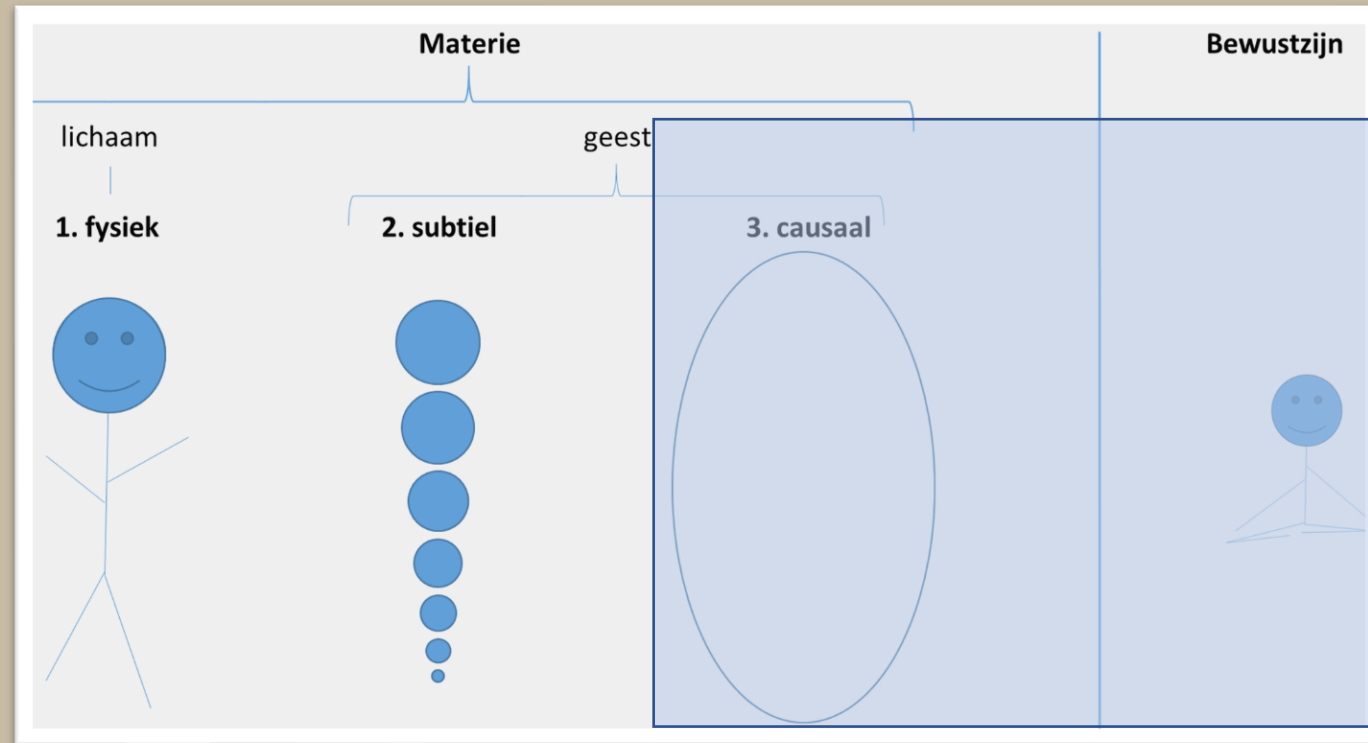 Materie
Bewustzijn
lichaam
geest
1. fysiek
2. subtiel
3. causaal